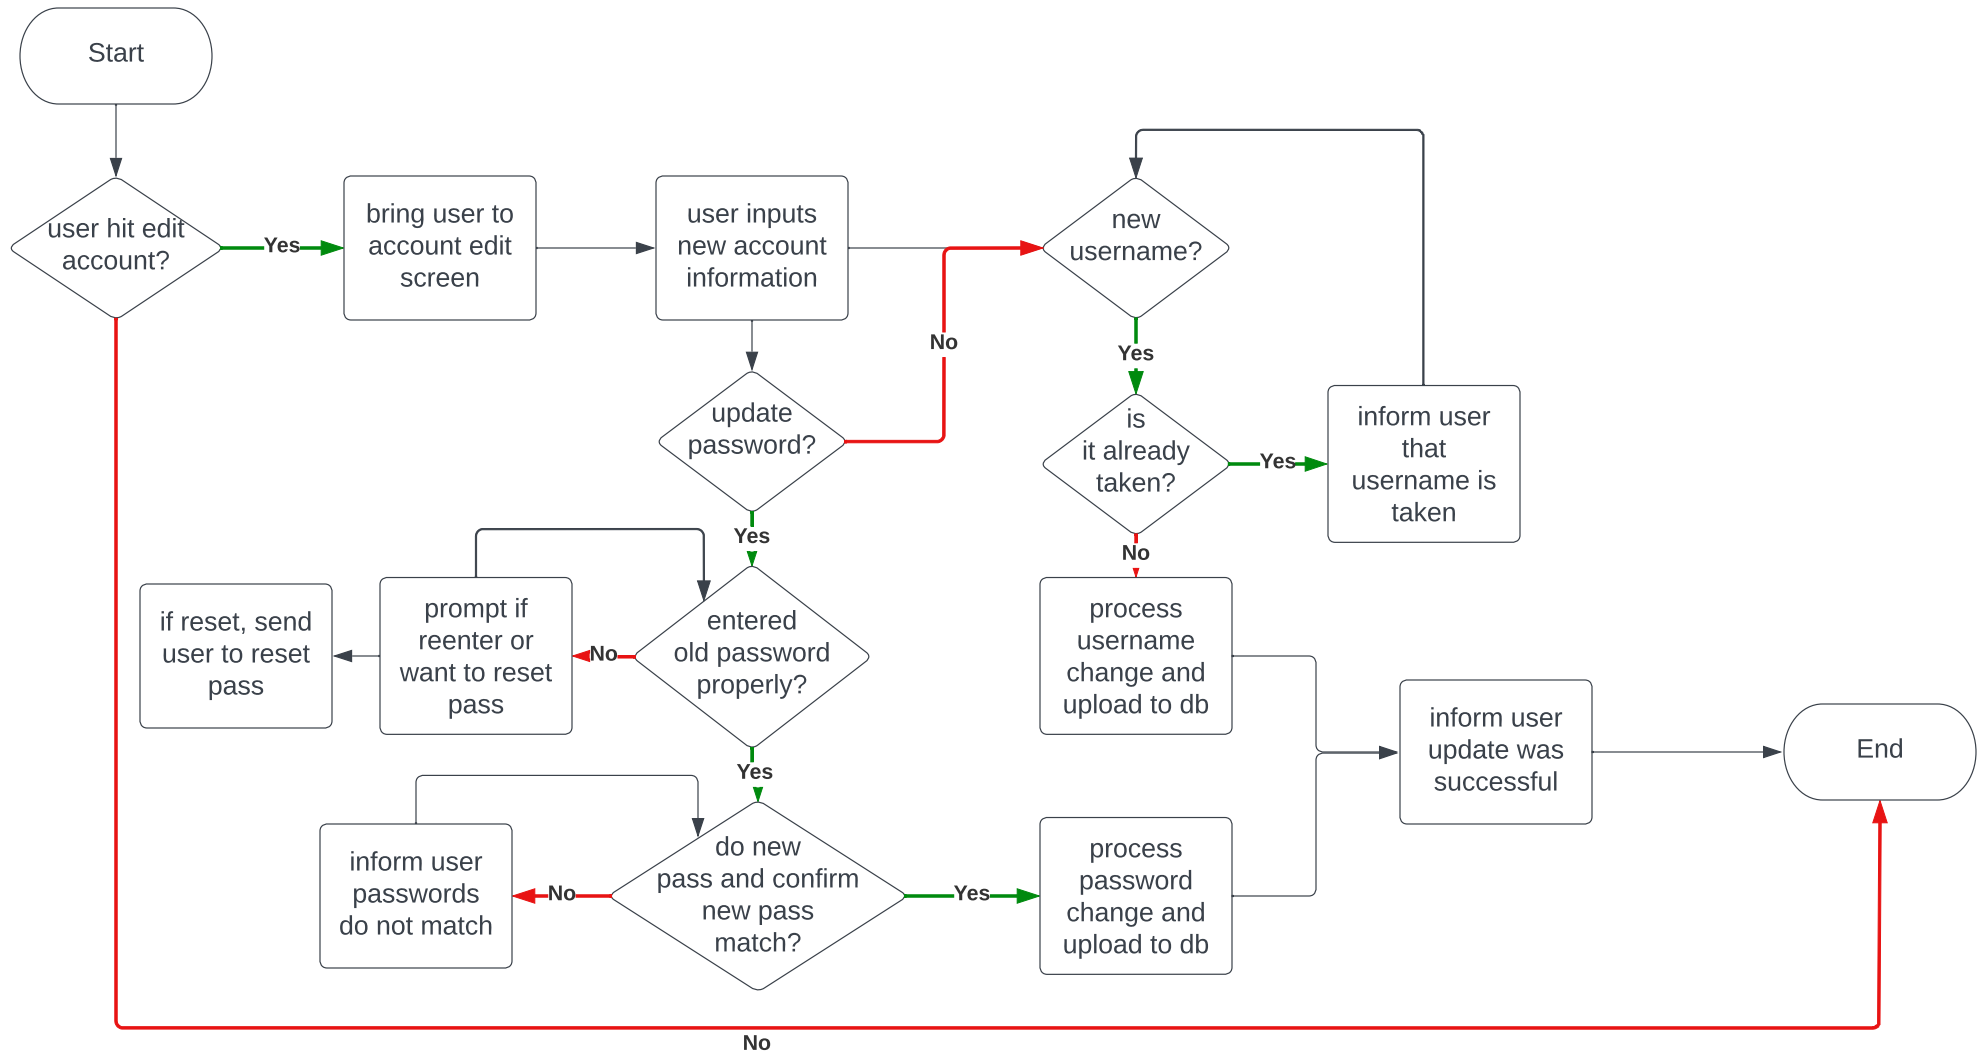 Start
user hit edit
account?
Yes
bring user to
account edit
screen
user inputs
new account
information
new
username?
No
Yes
update
password?
is
it already
taken?
Yes
inform user
that
username is
taken
Yes
No
if reset, send
user to reset
pass
prompt if
reenter or
want to reset
pass
No
entered
old password
properly?
process
username
change and
upload to db
inform user
update was
successful
End
Yes
inform user
passwords
do not match
No
do new
pass and confirm
new pass
match?
Yes
process
password
change and
upload to db
No